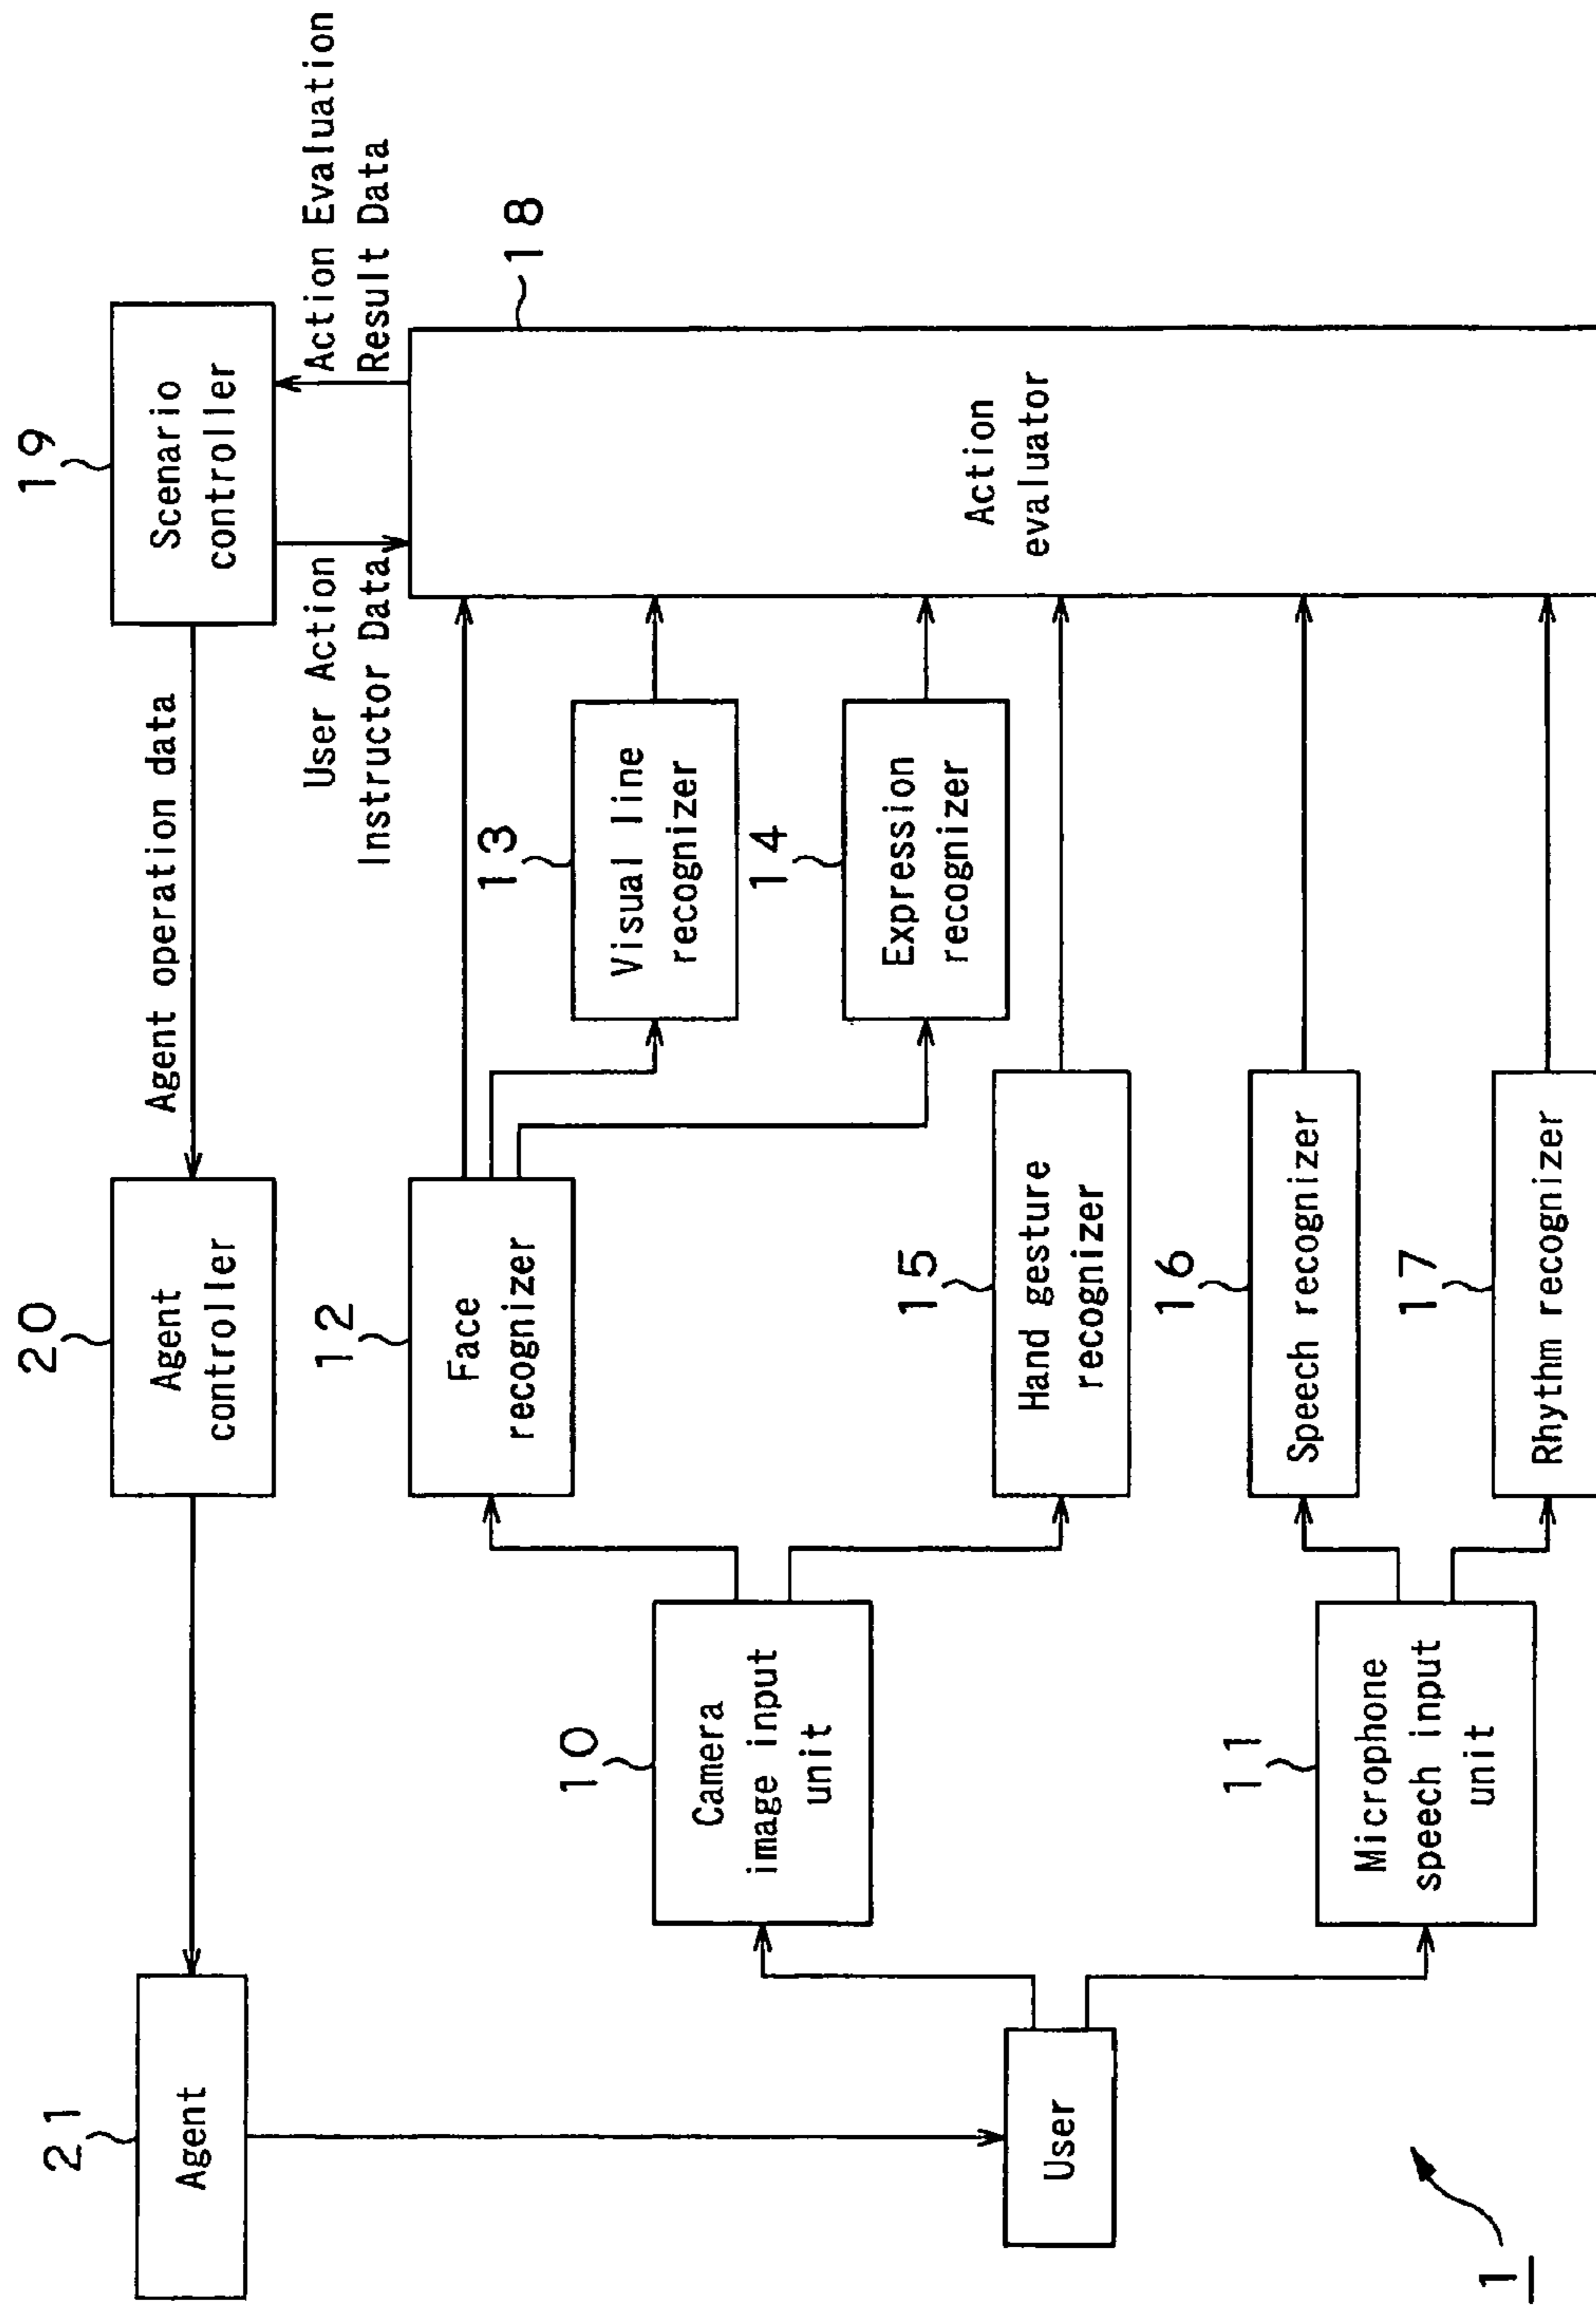 21
Agent
20
Agent
controller
Agent operation data
19
Scenario
controller
User Action
Instructor Data
Action Evaluation
Result Data
12
Face
recognizer
13
Visual line
recognizer
18
Action
evaluator
10
Camera
image input
unit
14
Expression
recognizer
15
Hand gesture
recognizer
User
16
Speech recognizer
11
Microphone
speech input
unit
17
Rhythm recognizer
1